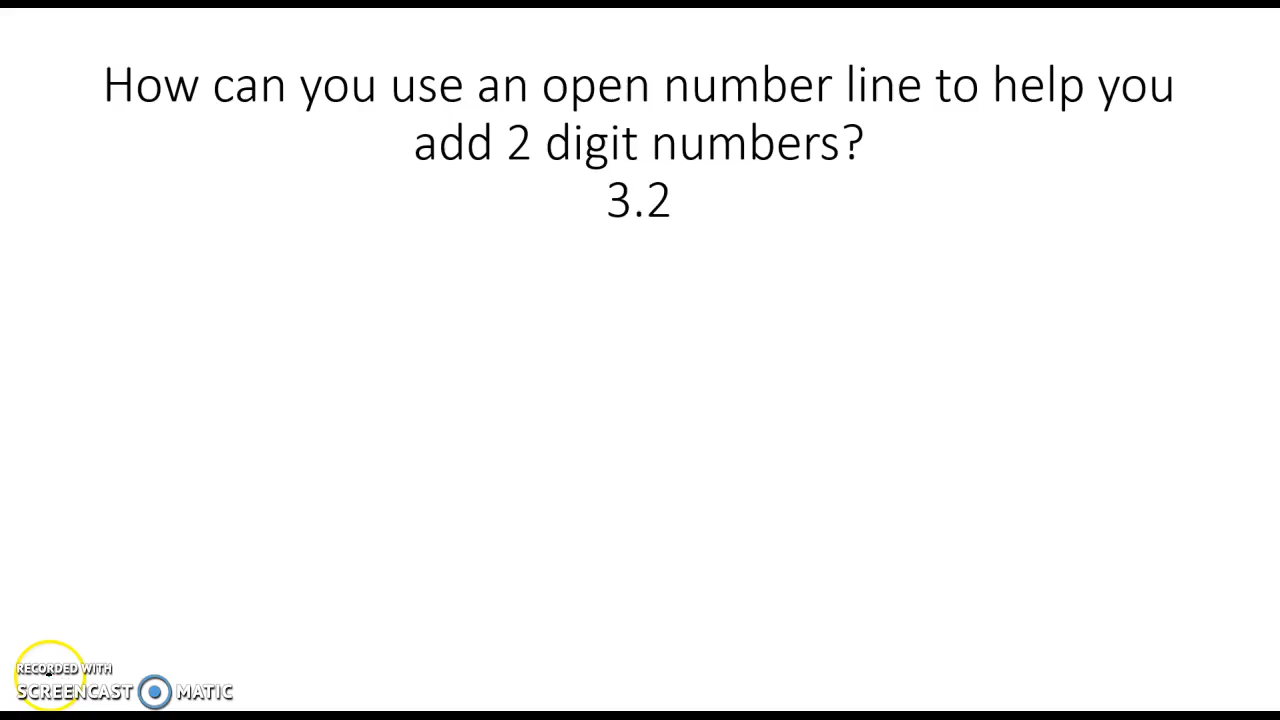 How can you use an open number line to help you
add 2 digit numbers?
3.2
RECORDED WITH
SCREENCAST MATIC